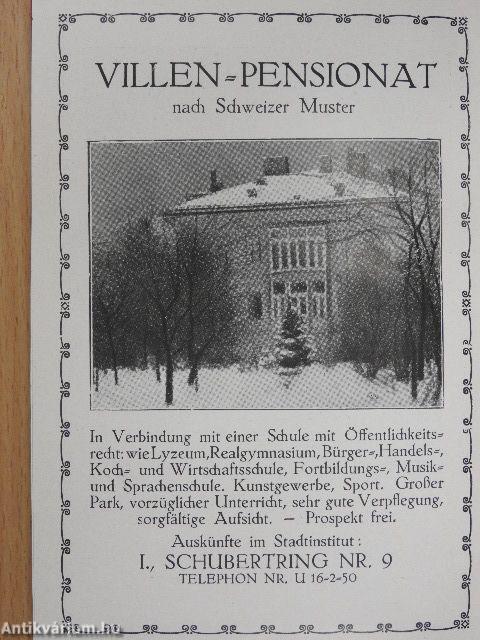 VILLEN=PENSIONAT
nach Schweizer Muster
In Verbindung mit einer Schule mit Öffentlichkeits=
recht: wie Lyzeum, Realgymnasium, Bürger=, Handels=,
Koch= und Wirtschaftsschule, Fortbildungs=, Musik=
und Sprachenschule. Kunstgewerbe, Sport. Großer
Park, vorzüglicher Unterricht, sehr gute Verpflegung,
sorgfältige Aufsicht. — Prospekt frei.
Auskünfte im Stadtinstitut:
I., SCHUBERTRING NR. 9
TELEPHON NR. U 16-2-50
Antikvárium.hu